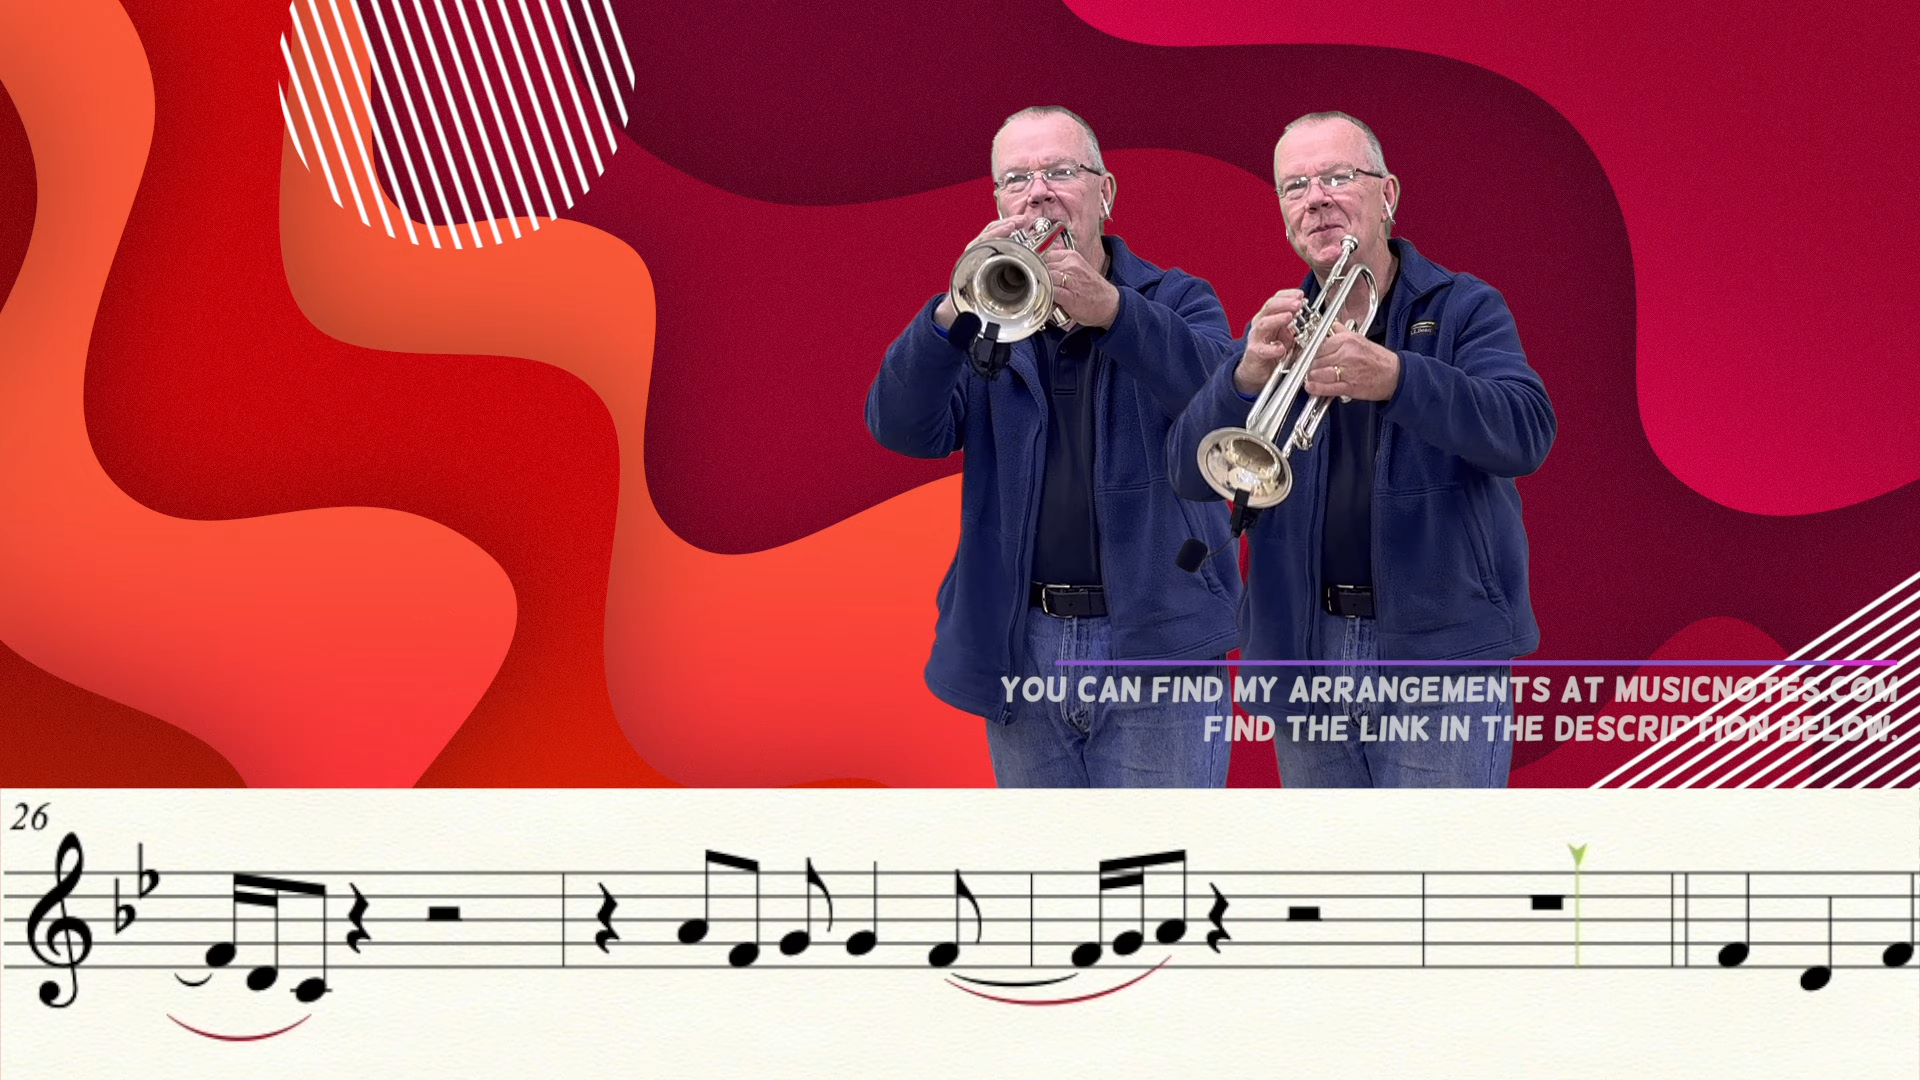 YOU CAN FIND MY ARRANGEMENTS AT MUSICNOTES.COM
FIND THE LINK IN THE DESCRIPTION BELOW.
26